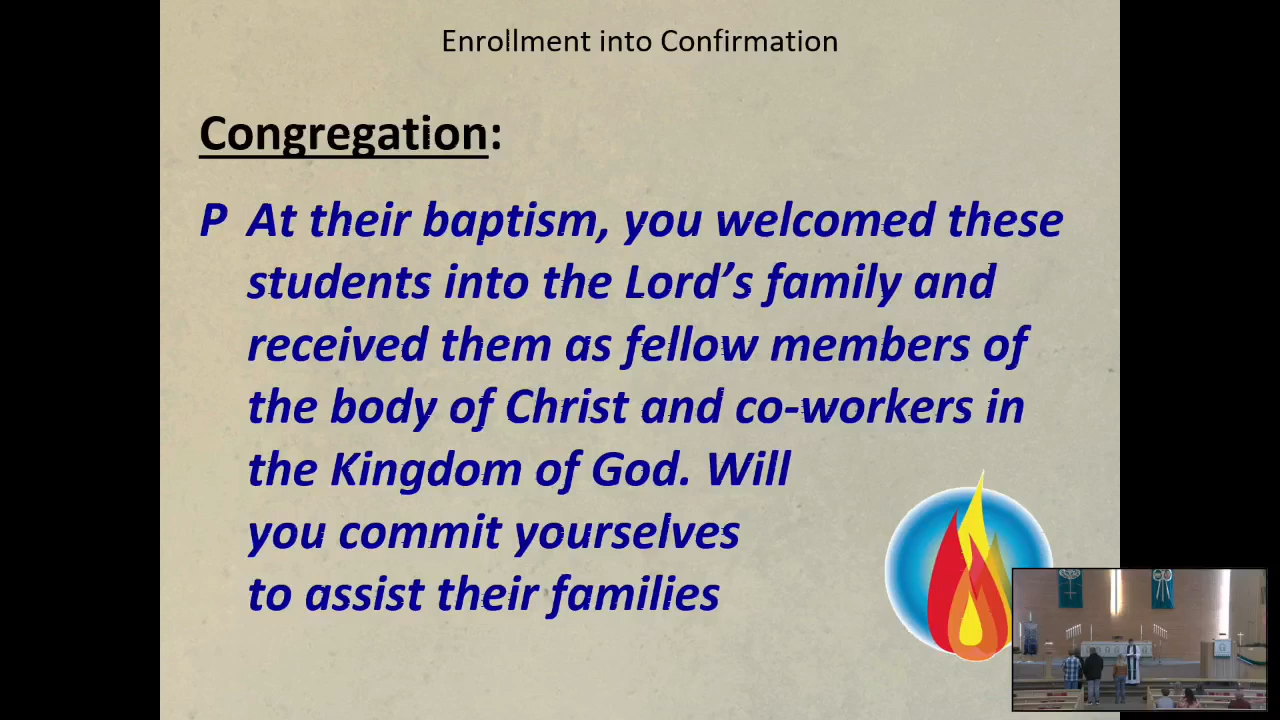 Enrollment into Confirmation
Congregation:
P At their baptism, you welcomed these
students into the Lord's family and
received them as fellow members of
the body of Christ and co-workers in
the Kingdom of God. Will
you commit yourselves
to assist their families